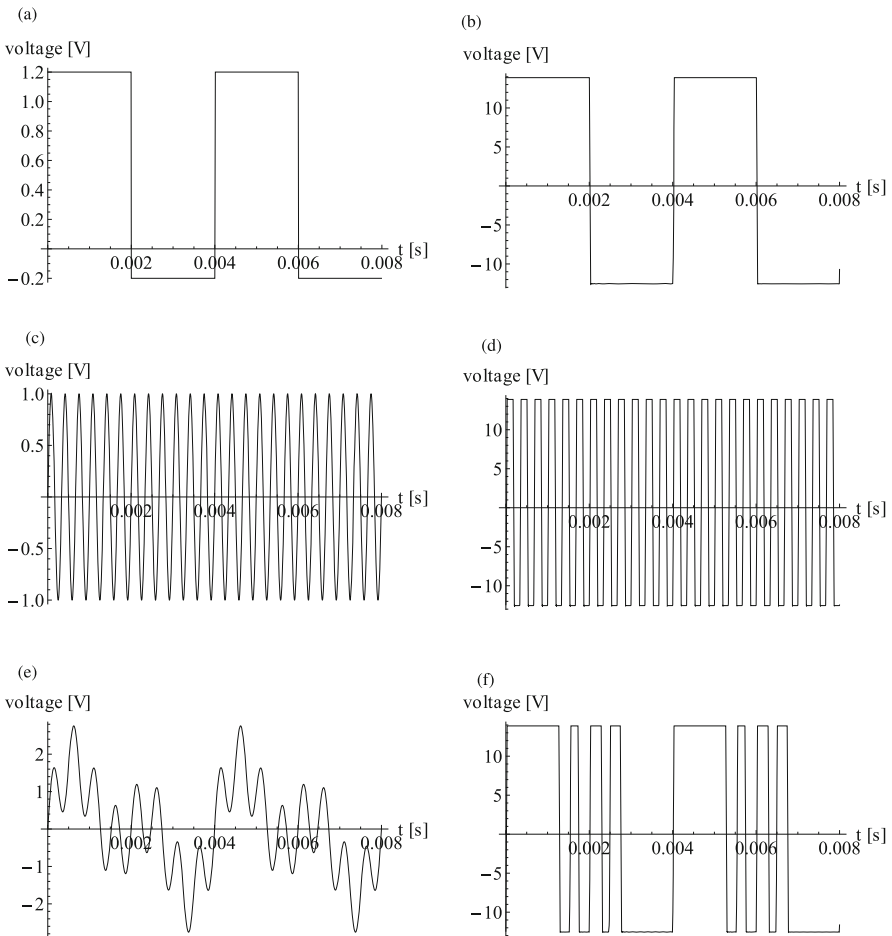 (a)
voltage [V]
1.2
1.0
0.8
0.6
0.4
0.2
−0.2
0.002
0.004
0.006
0.008
t [s]
(b)
voltage [V]
10
5
−5
−10
0.002
0.004
0.006
0.008
t [s]
(c)
voltage [V]
1.0
0.5
−0.5
−1.0
0.002
0.004
0.006
0.008
t [s]
(d)
voltage [V]
10
5
−5
−10
0.002
0.004
0.006
0.008
t [s]
(e)
voltage [V]
2
1
−1
−2
0.002
0.004
0.006
0.008
t [s]
(f)
voltage [V]
10
5
−5
−10
0.002
0.004
0.006
0.008
t [s]